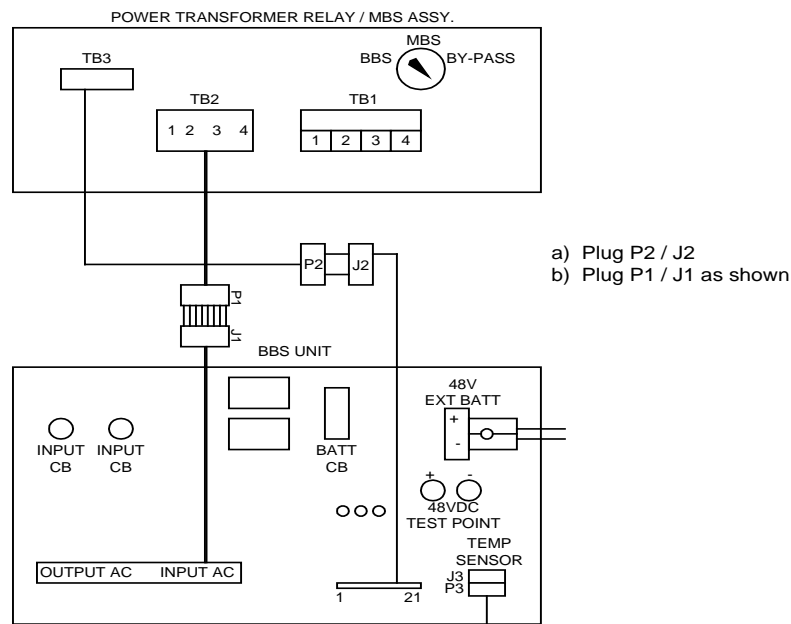 POWER TRANSFORMER RELAY / MBS ASSY.
MBS
BBS
BY-PASS
TB3
TB2
TB1
1 2 3 4
1 2 3 4
a) Plug P2 / J2
b) Plug P1 / J1 as shown
P2
J2
P1
J1
BBS UNIT
48V
EXT BATT
+
-
INPUT
CB
INPUT
CB
BATT
CB
+ -
48VDC
TEST POINT
TEMP
SENSOR
J3
P3
OUTPUT AC
INPUT AC
1
21